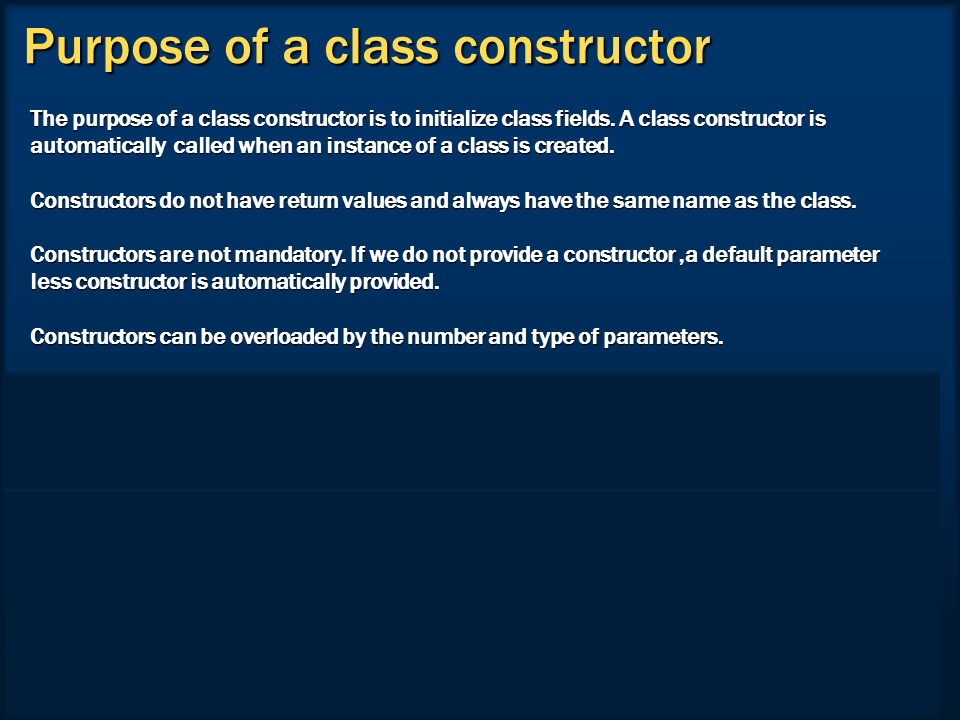 Purpose of a class constructor
The purpose of a class constructor is to initialize class fields. A class constructor is
automatically called when an instance of a class is created.
Constructors do not have return values and always have the same name as the class.
Constructors are not mandatory. If we do not provide a constructor ,a default parameter
less constructor is automatically provided.
Constructors can be overloaded by the number and type of parameters.